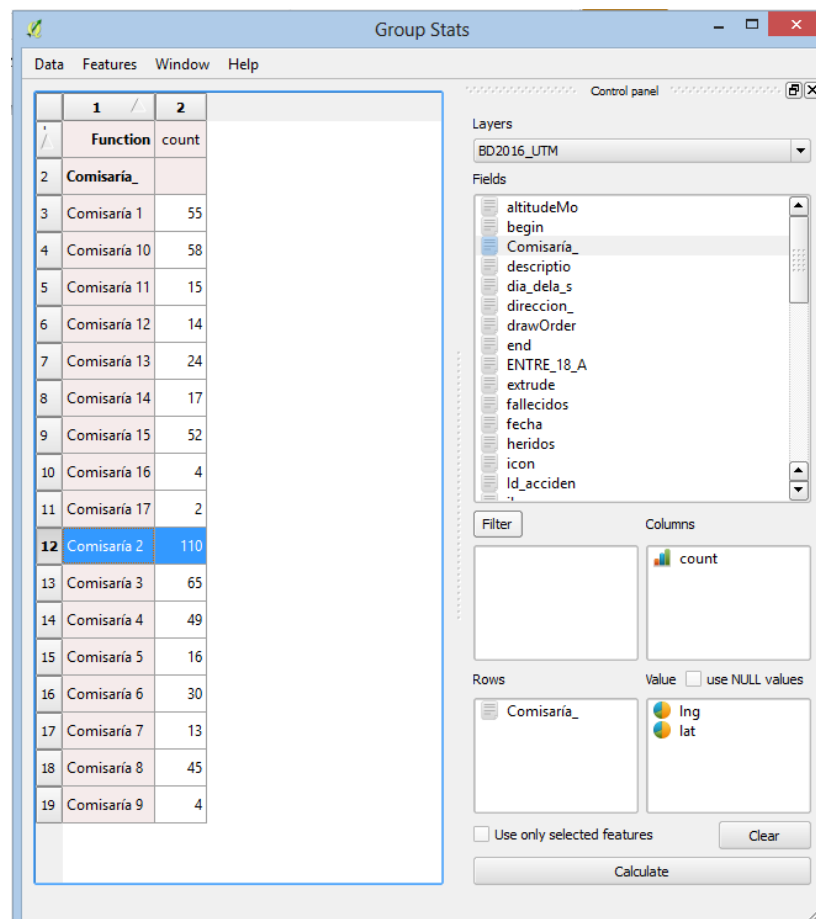 Group Stats
Data Features Window Help
1 2
Function count
2 Comisaría_
3 Comisaría 1 55
4 Comisaría 10 58
5 Comisaría 11 15
6 Comisaría 12 14
7 Comisaría 13 24
8 Comisaría 14 17
9 Comisaría 15 52
10 Comisaría 16 4
11 Comisaría 17 2
12 Comisaría 2 110
13 Comisaría 3 65
14 Comisaría 4 49
15 Comisaría 5 16
16 Comisaría 6 30
17 Comisaría 7 13
18 Comisaría 8 45
19 Comisaría 9 4
Control panel
Layers
BD2016_UTM
Fields
altitudeMo
begin
Comisaría_
descriptio
dia_dela_s
direccion_
drawOrder
end
ENTRE_18_A
extrude
fallecidos
fecha
heridos
icon
Id_acciden
Filter Columns
count
Rows Value use NULL values
Comisaría_
lng
lat
Use only selected features Clear
Calculate